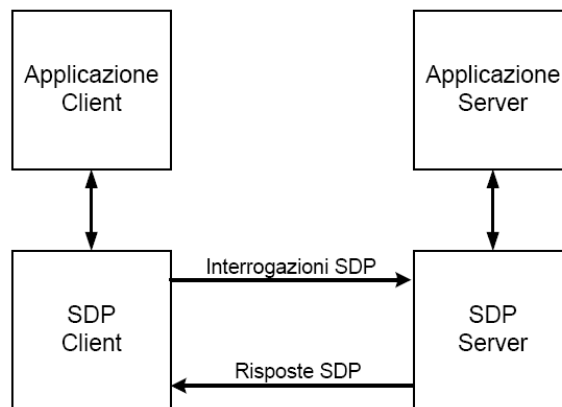 Applicazione
Client
Applicazione
Server
Interrogazioni SDP
SDP
Client
SDP
Server
Risposte SDP